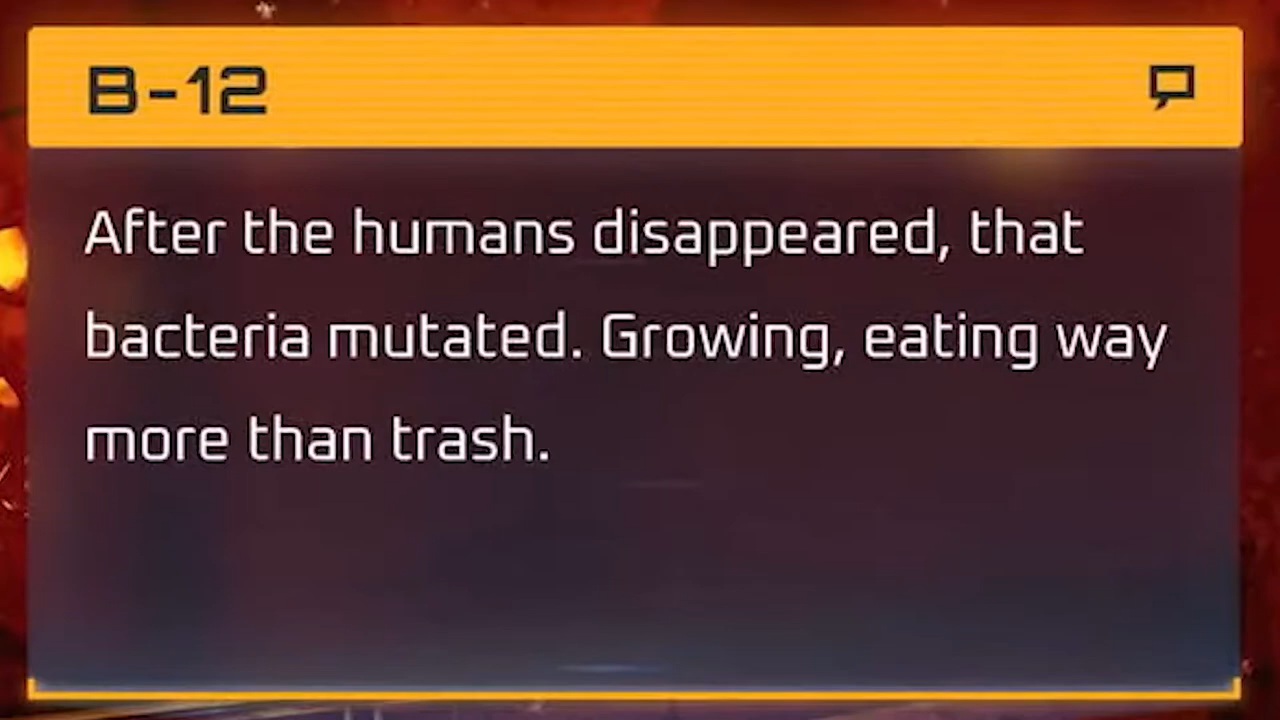 B-12
After the humans disappeared, that
bacteria mutated. Growing, eating way
more than trash.